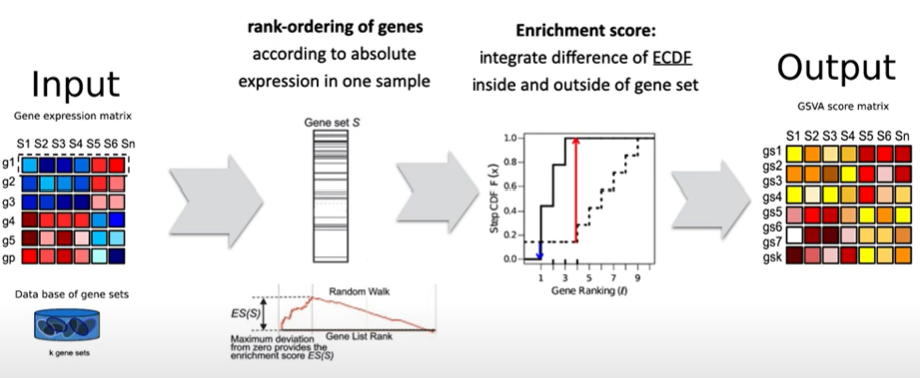 Input
Gene expression matrix
S1 S2 S3 S4 S5 S6 Sn
g1
g2
g3
g4
g5
gp
Data base of gene sets
k gene sets
rank-ordering of genes
according to absolute
expression in one sample
Gene set S
ES(S)
Random Walk
Gene List Rank
Maximum deviation
from zero provides the
enrichment score ES(S)
Enrichment score:
integrate difference of ECDF
inside and outside of gene set
Step CDF F(x)
1.0
0.8
0.6
0.4
0.2
0.0
1 3 5 7 9
Gene Ranking (l)
Output
GSVA score matrix
S1 S2 S3 S4 S5 S6 Sn
gs1
gs2
gs3
gs4
gs5
gs6
gs7
gsk